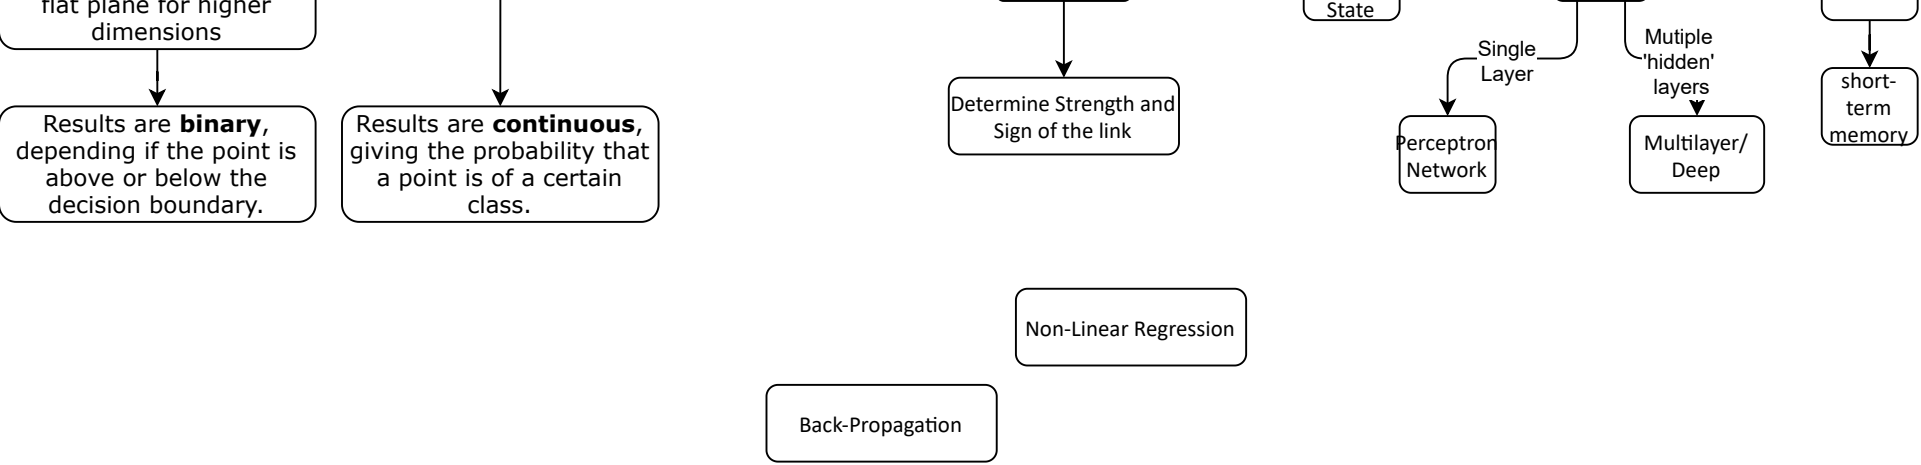 flat plane for higher
dimensions
Results are binary,
depending if the point is
above or below the
decision boundary.
Results are continuous,
giving the probability that
a point is of a certain
class.
Determine Strength and
Sign of the link
State
Single
Layer
Mutiple
'hidden'
layers
Perceptron
Network
Multilayer/
Deep
short-
term
memory
Non-Linear Regression
Back-Propagation